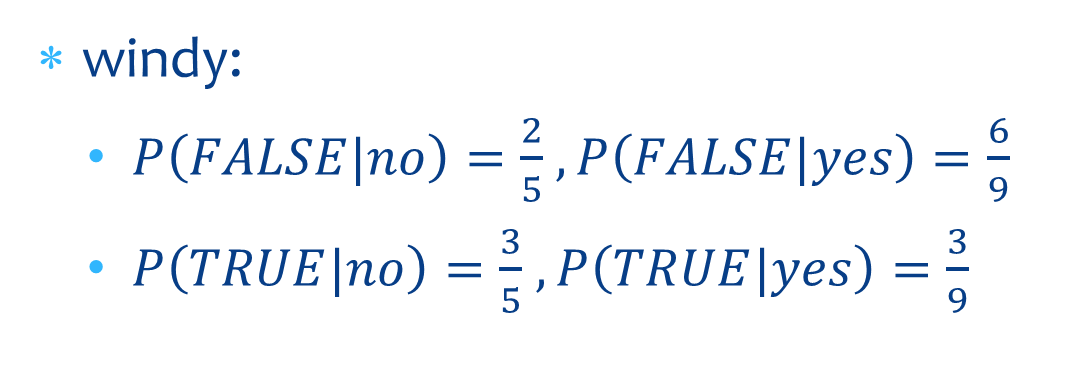 * windy:
• P(FALSE|no) = 2/5 , P(FALSE|yes) = 6/9
• P(TRUE|no) = 3/5 , P(TRUE|yes) = 3/9